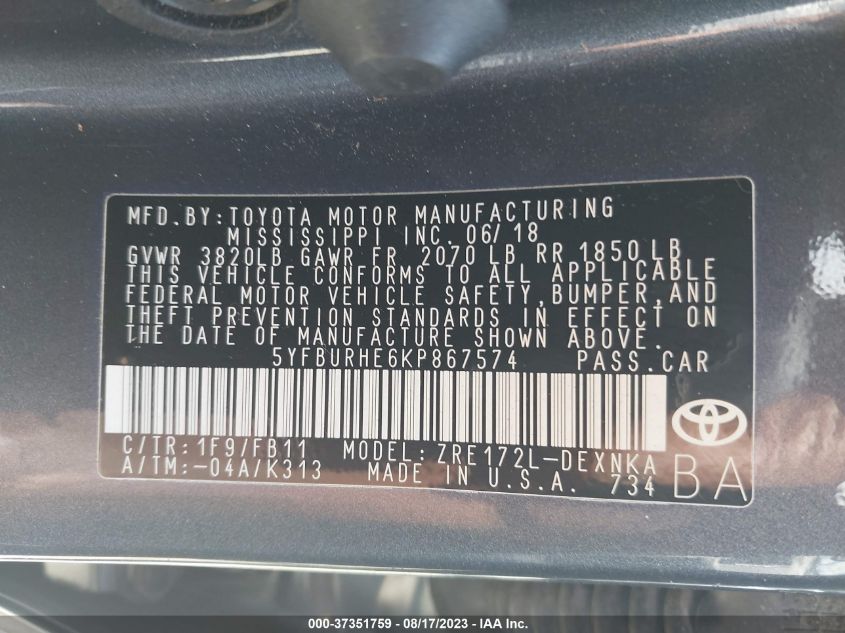 MFD.BY:TOYOTA MOTOR MANUFACTURING
MISSISSIPPI INC. 06/18
GVWR 3820LB GAWR FR 2070 LB RR 1850 LB
THIS VEHICLE CONFORMS TO ALL APPLICABLE
FEDERAL MOTOR VEHICLE SAFETY,BUMPER,AND
THEFT PREVENTION STANDARDS IN EFFECT ON
THE DATE OF MANUFACTURE SHOWN ABOVE.
5YFBURHE6KP867574 PASS.CAR
C/TR:1F9/FB11 MODEL:ZRE172L-DEXNKA
A/TM:-04A/K313 MADE IN U.S.A. 734
BA
000-37351759 — 08/17/2023 — IAA Inc.